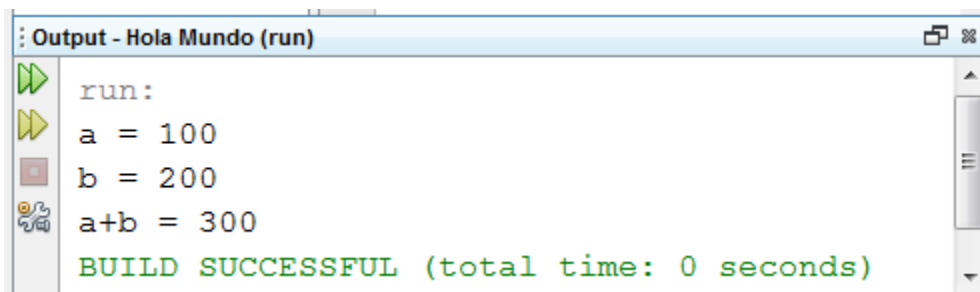 Output - Hola Mundo (run)
run:
a = 100
b = 200
a+b = 300
BUILD SUCCESSFUL (total time: 0 seconds)